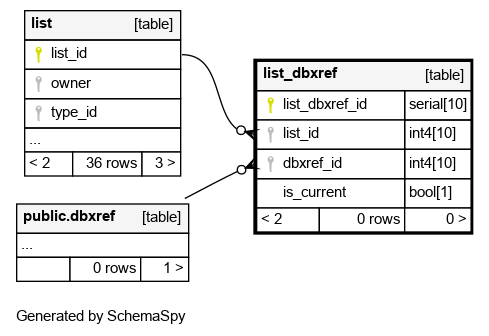 list [table]
list_id
owner
type_id
...
< 2 36 rows 3 >
list_dbxref [table]
list_dbxref_id serial[10]
list_id int4[10]
dbxref_id int4[10]
is_current bool[1]
< 2 0 rows 0 >
public.dbxref [table]
...
0 rows 1 >
Generated by SchemaSpy